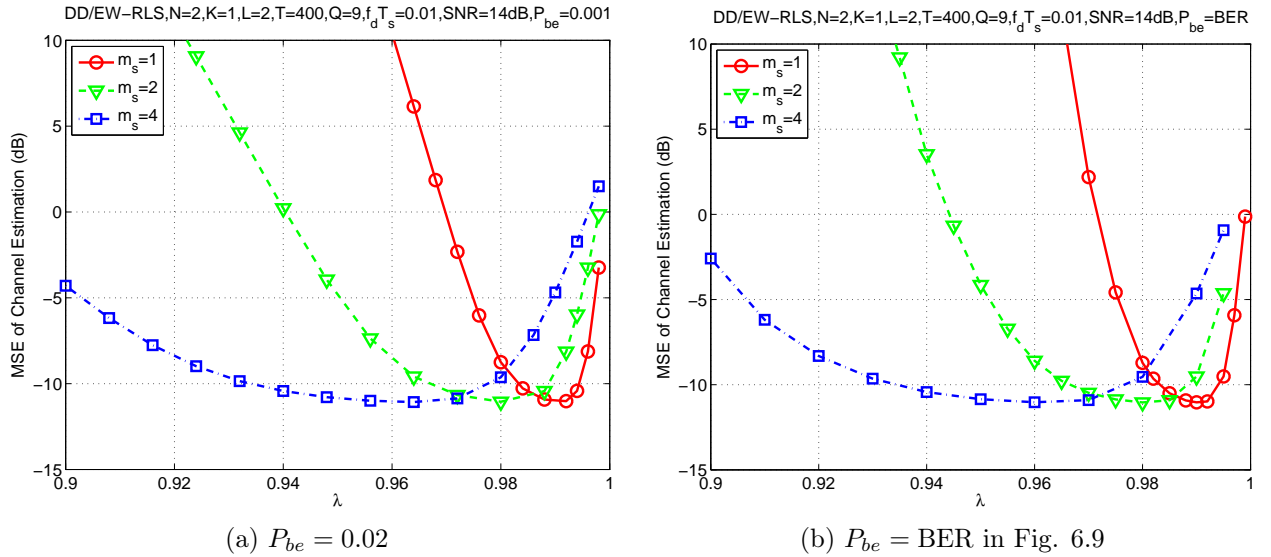 DD/EW−RLS,N=2,K=1,L=2,T=400,Q=9,f_dT_s=0.01,SNR=14dB,P_be=0.001
10
5
0
−5
−10
−15
MSE of Channel Estimation (dB)
m_s=1
m_s=2
m_s=4
0.9 0.92 0.94 0.96 0.98 1
λ
(a) P_be = 0.02
DD/EW−RLS,N=2,K=1,L=2,T=400,Q=9,f_dT_s=0.01,SNR=14dB,P_be=BER
10
5
0
−5
−10
−15
MSE of Channel Estimation (dB)
m_s=1
m_s=2
m_s=4
0.9 0.92 0.94 0.96 0.98 1
λ
(b) P_be = BER in Fig. 6.9